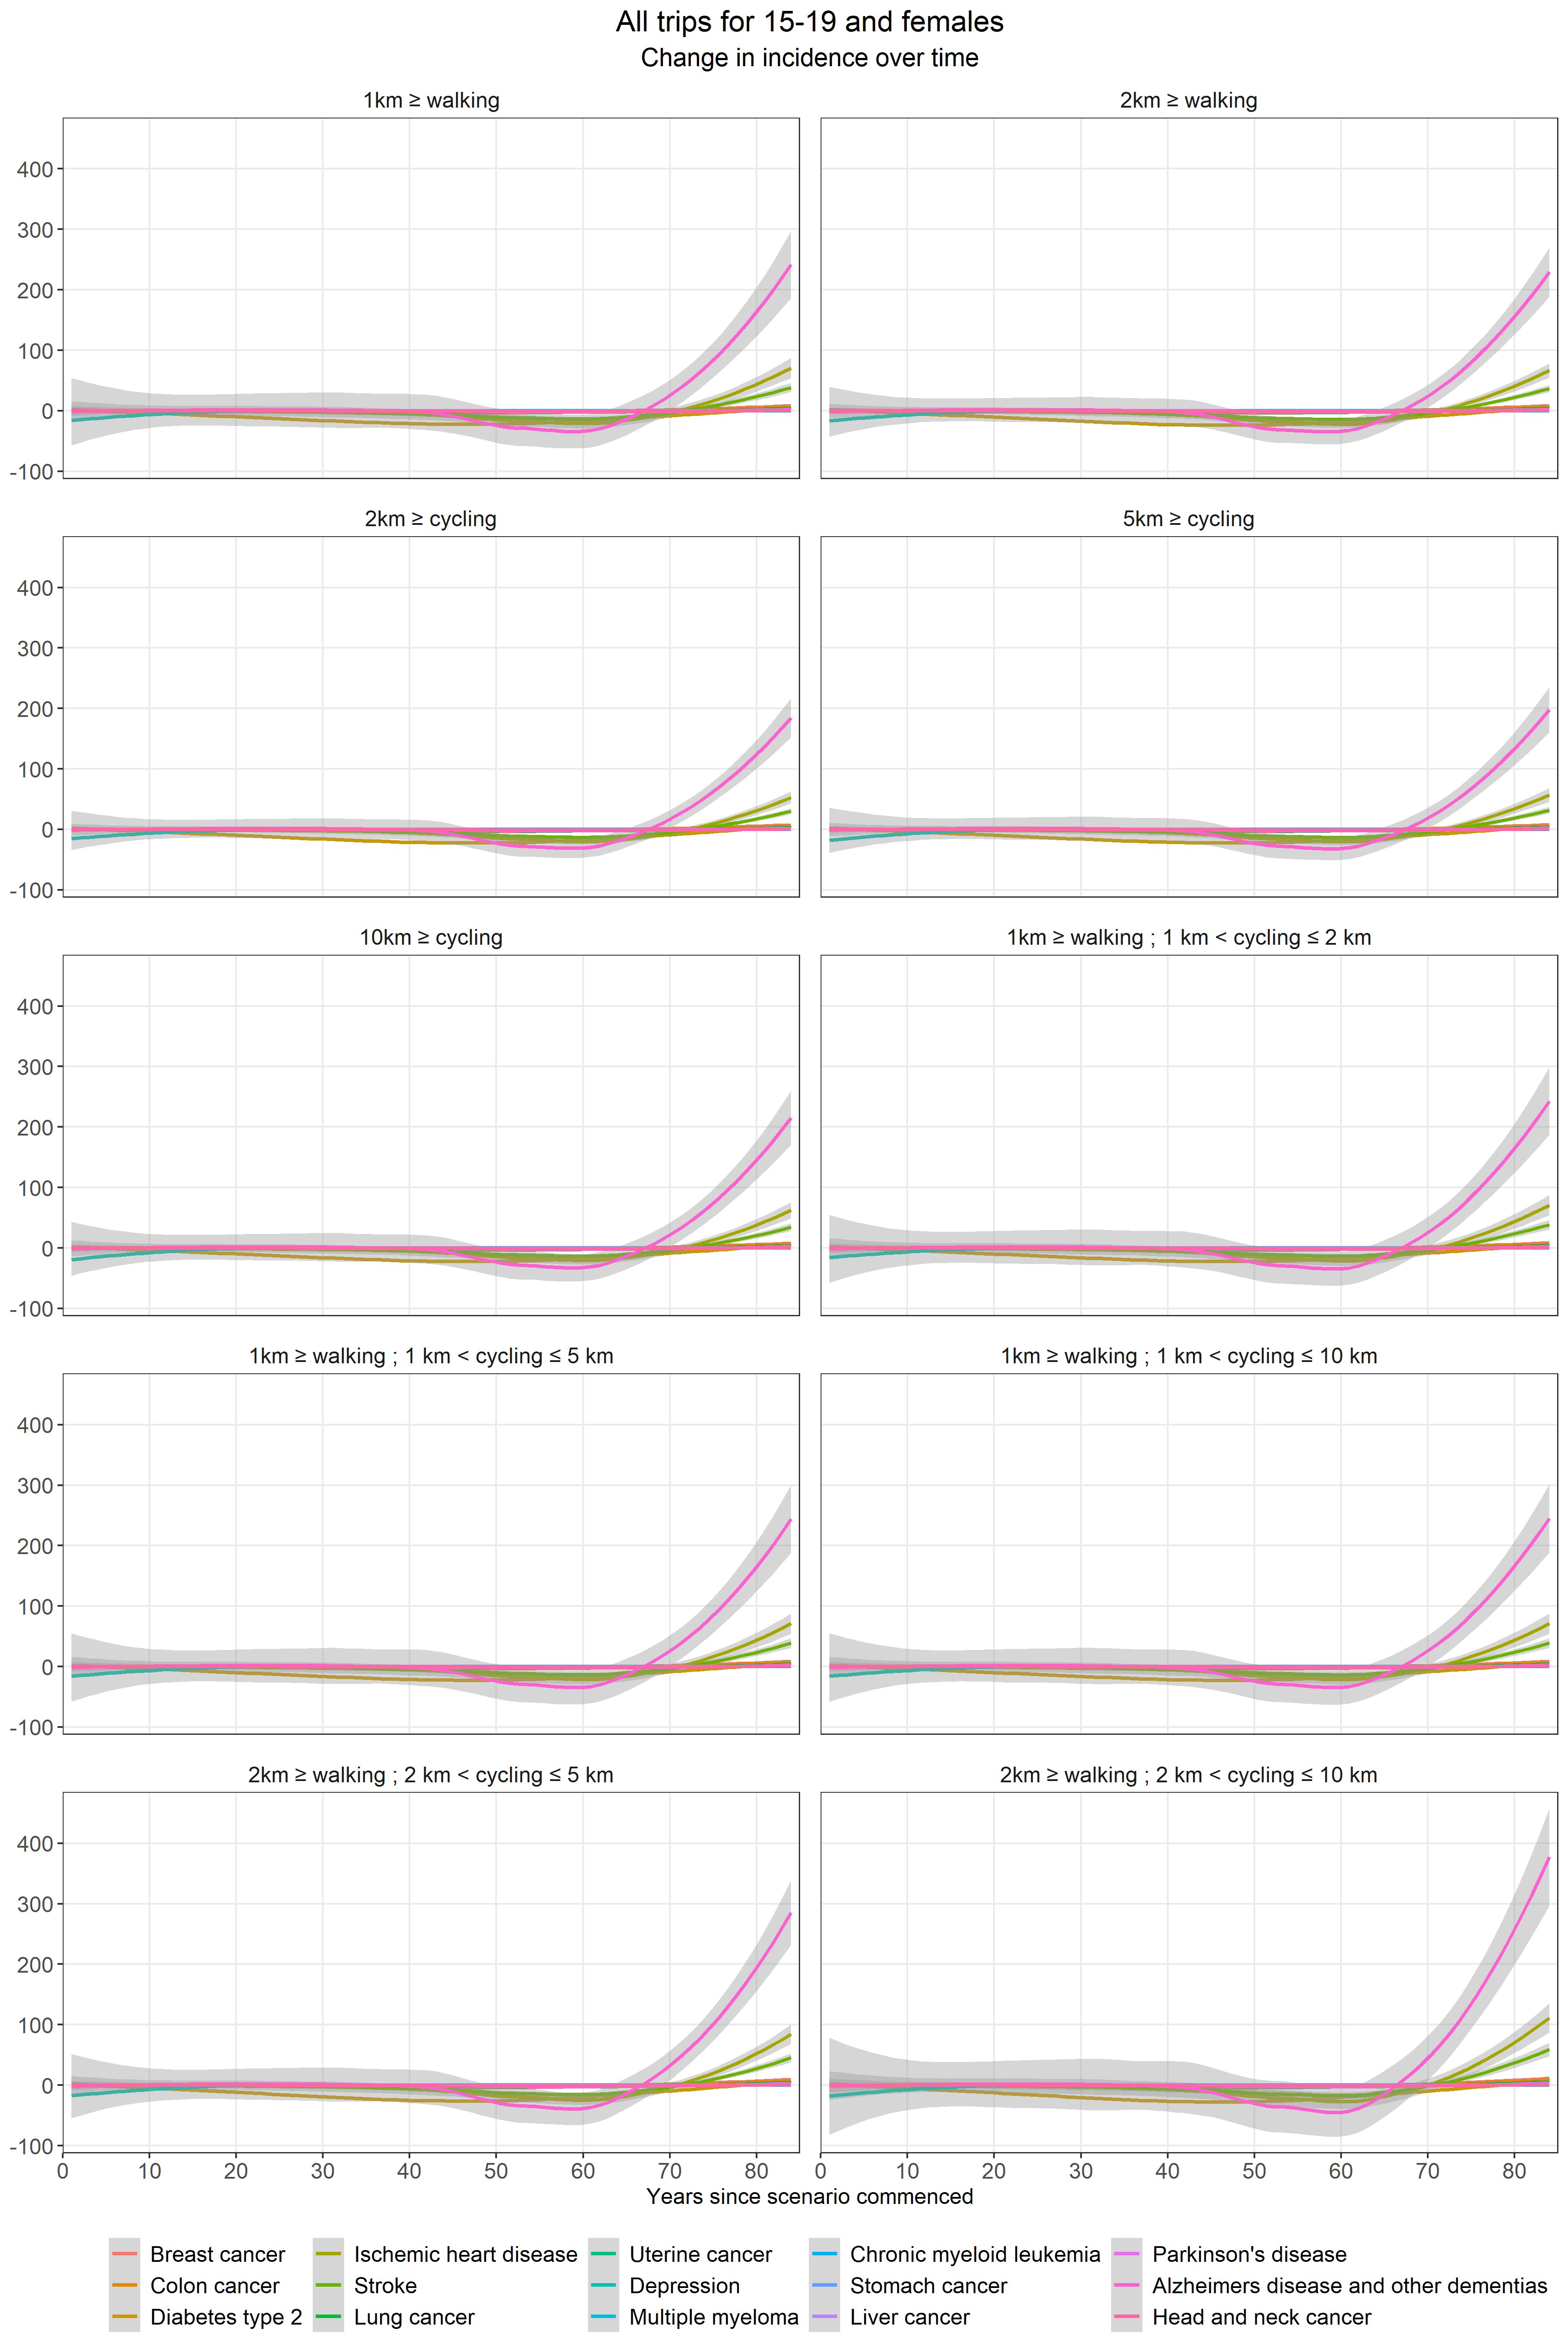 All trips for 15-19 and females
Change in incidence over time
1km ≥ walking
2km ≥ walking
400
300
200
100
0
-100
2km ≥ cycling
5km ≥ cycling
400
300
200
100
0
-100
10km ≥ cycling
1km ≥ walking ; 1 km < cycling ≤ 2 km
400
300
200
100
0
-100
1km ≥ walking ; 1 km < cycling ≤ 5 km
1km ≥ walking ; 1 km < cycling ≤ 10 km
400
300
200
100
0
-100
2km ≥ walking ; 2 km < cycling ≤ 5 km
2km ≥ walking ; 2 km < cycling ≤ 10 km
400
300
200
100
0
-100
0 10 20 30 40 50 60 70 80
0 10 20 30 40 50 60 70 80
Years since scenario commenced
Breast cancer
Ischemic heart disease
Uterine cancer
Chronic myeloid leukemia
Parkinson's disease
Colon cancer
Stroke
Depression
Stomach cancer
Alzheimers disease and other dementias
Diabetes type 2
Lung cancer
Multiple myeloma
Liver cancer
Head and neck cancer